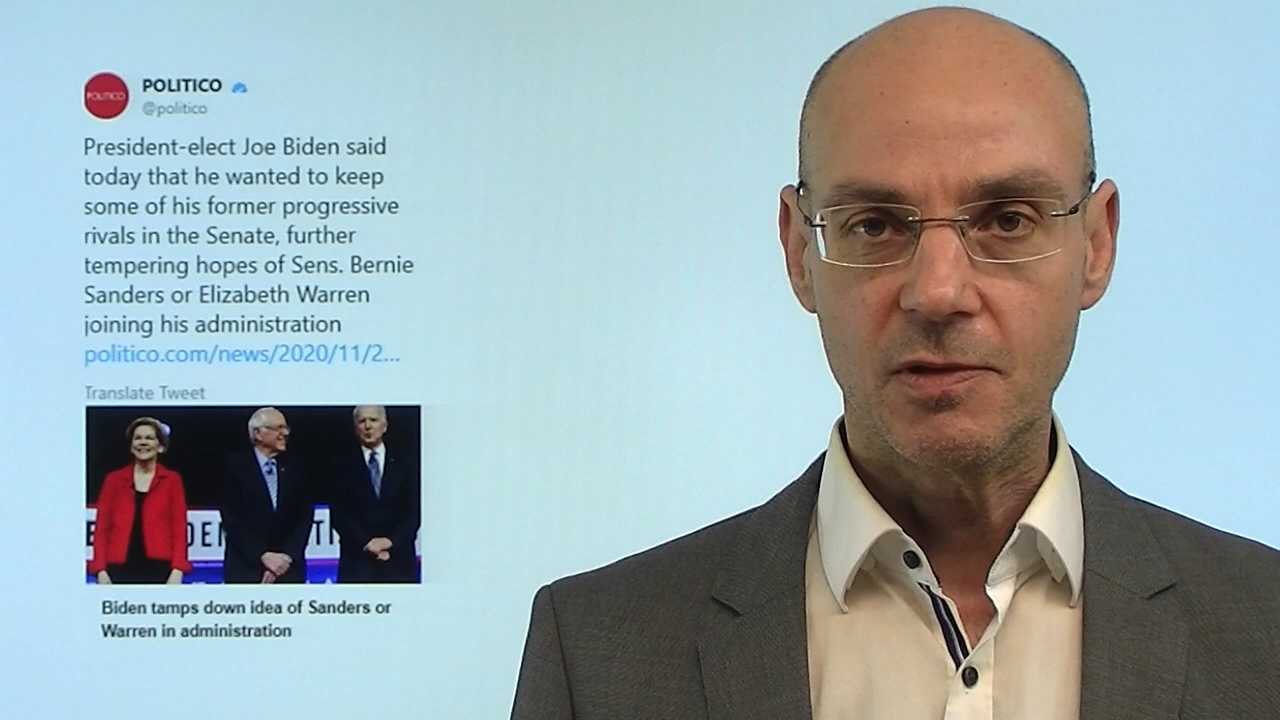 POLITICO
POLITICO
@politico
President-elect Joe Biden said
today that he wanted to keep
some of his former progressive
rivals in the Senate, further
tempering hopes of Sens. Bernie
Sanders or Elizabeth Warren
joining his administration
politico.com/news/2020/11/2...
Translate Tweet
DEN
Biden tamps down idea of Sanders or
Warren in administration